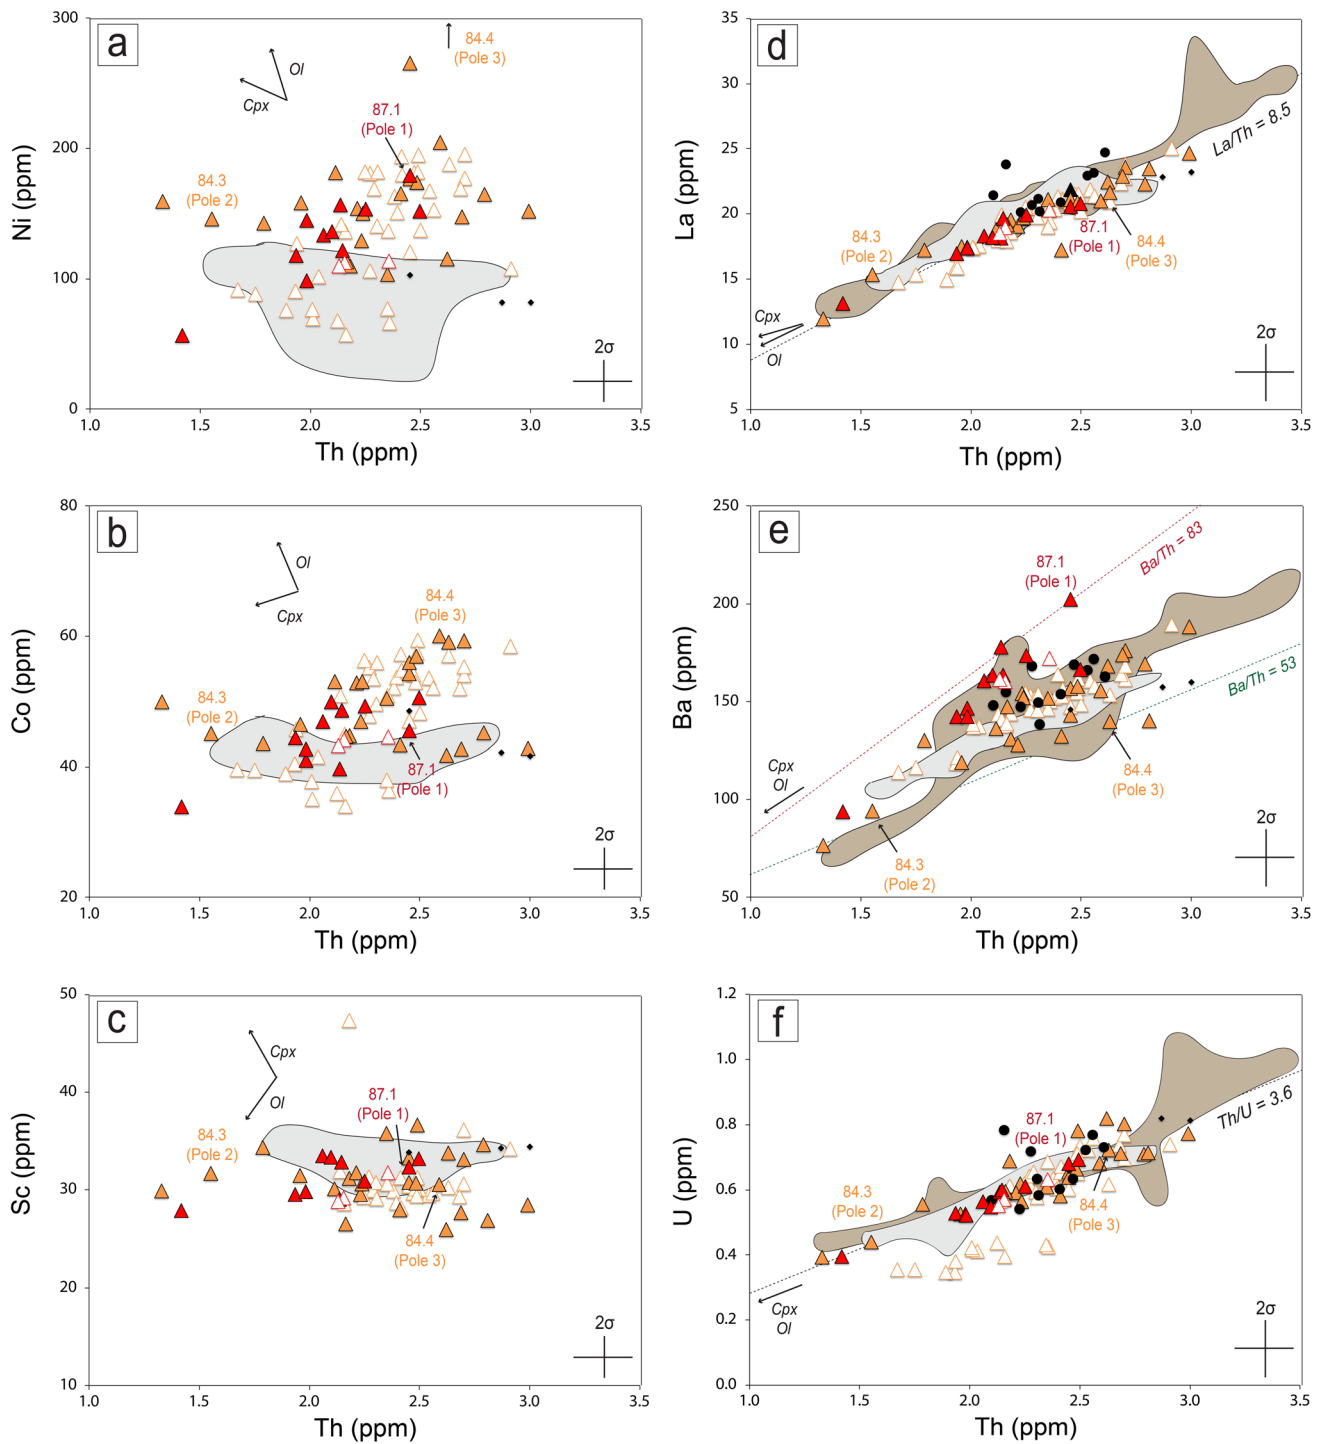 a
300
200
100
0
Ni (ppm)
1.0 1.5 2.0 2.5 3.0 3.5
Th (ppm)
Ol
Cpx
84.4
(Pole 3)
87.1
(Pole 1)
84.3
(Pole 2)
2σ
d
35
30
25
20
15
10
5
La (ppm)
1.0 1.5 2.0 2.5 3.0 3.5
Th (ppm)
La/Th = 8.5
84.3
(Pole 2)
87.1
(Pole 1)
84.4
(Pole 3)
Cpx
Ol
2σ
b
80
60
40
20
Co (ppm)
1.0 1.5 2.0 2.5 3.0 3.5
Th (ppm)
Ol
Cpx
84.4
(Pole 3)
84.3
(Pole 2)
87.1
(Pole 1)
2σ
e
250
200
150
100
50
Ba (ppm)
1.0 1.5 2.0 2.5 3.0 3.5
Th (ppm)
Ba/Th = 83
87.1
(Pole 1)
Ba/Th = 53
Cpx
Ol
84.4
(Pole 3)
84.3
(Pole 2)
2σ
c
50
40
30
20
10
Sc (ppm)
1.0 1.5 2.0 2.5 3.0 3.5
Th (ppm)
Cpx
Ol
87.1
(Pole 1)
84.3
(Pole 2)
84.4
(Pole 3)
2σ
f
1.2
1.0
0.8
0.6
0.4
0.2
0.0
U (ppm)
1.0 1.5 2.0 2.5 3.0 3.5
Th (ppm)
Th/U = 3.6
87.1
(Pole 1)
84.3
(Pole 2)
84.4
(Pole 3)
Cpx
Ol
2σ